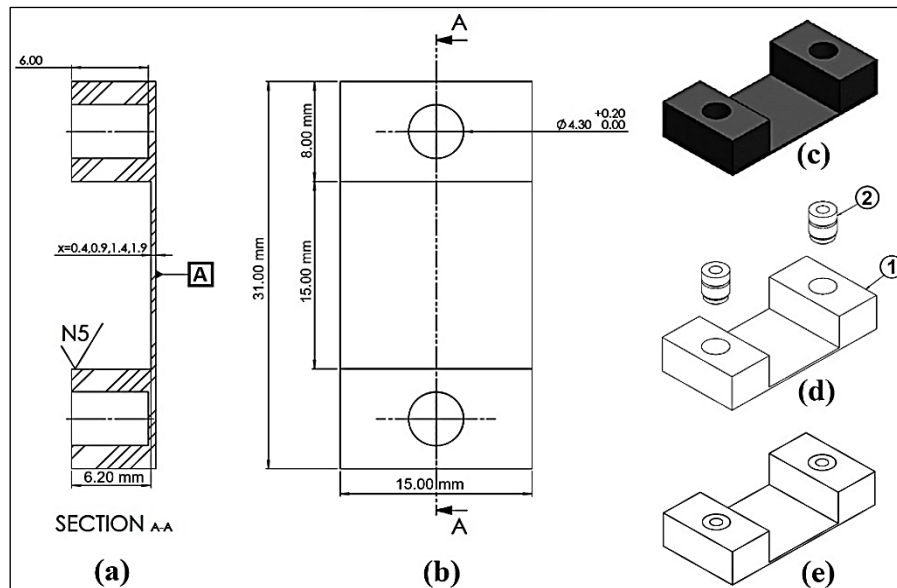 6.00
x=0.4,0.9,1.4,1.9
A
N5
6.20 mm
SECTION A-A
(a)
A
8.00 mm
15.00 mm
31.00 mm
Ø4.30 +0.20 0.00
15.00 mm
A
(b)
(c)
2
1
(d)
(e)